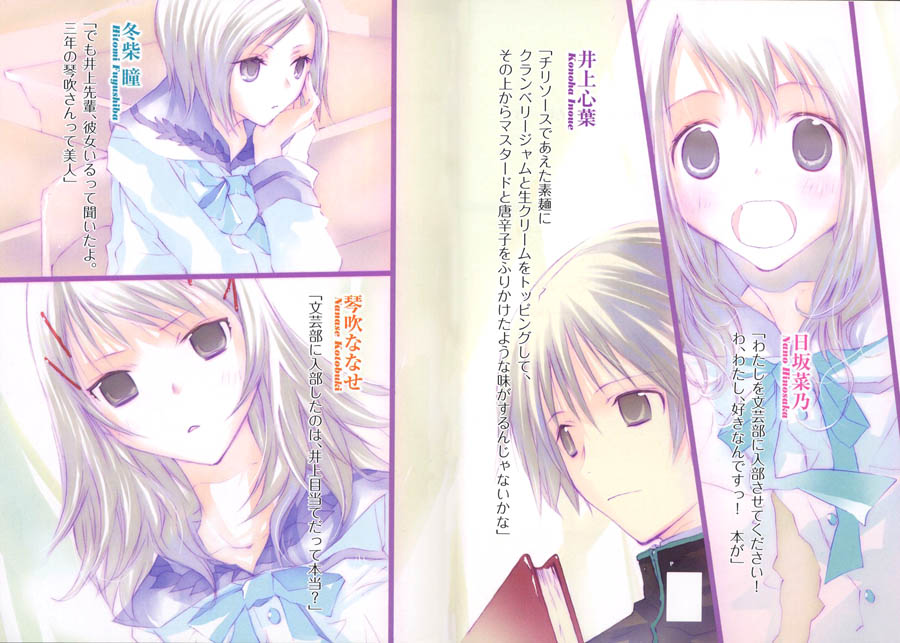 日坂菜乃
Nano Hinosaka
「わたしを文芸部に入部させてください!
わ、わたし、好きなんですっ! 本が」
井上心葉
Konoha Inoue
「チリソースであえた素麺に
クランベリージャムと生クリームをトッピングして、
その上からマスタードと唐辛子をふりかけたような味がするんじゃないかな」
冬柴 瞳
Hitomi Fuyushiba
「でも井上先輩、彼女いるって聞いたよ。
三年の琴吹さんって美人」
琴吹ななせ
Nanase Kotobuki
「文芸部に入部したのは、井上目当てだって本当?」